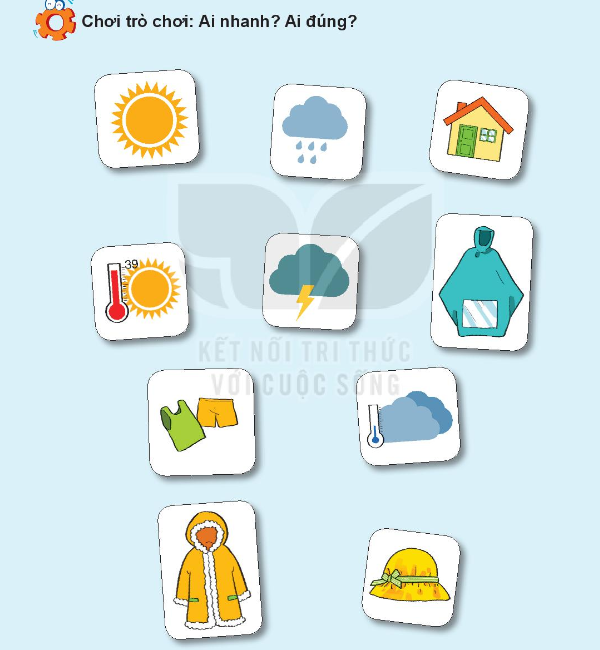 Chơi trò chơi: Ai nhanh? Ai đúng?
39
KẾT NỐI TRI THỨC
VỚI CUỘC SỐNG